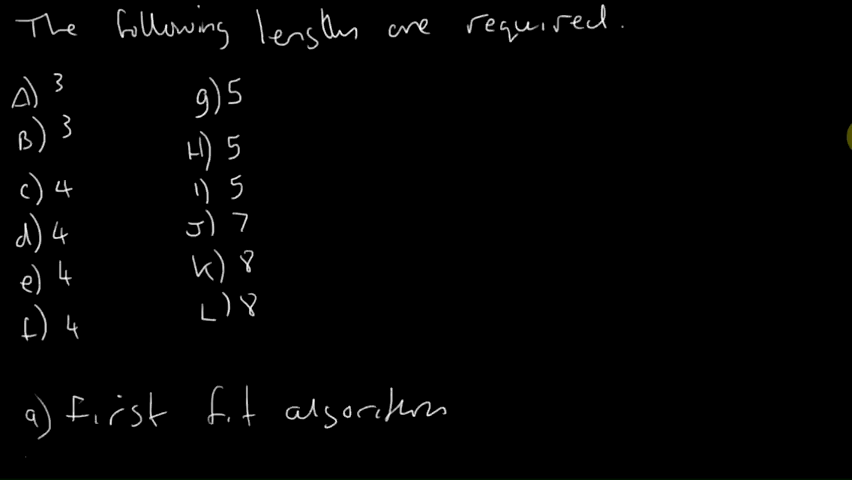 The following lengths are required.
A) 3
B) 3
c) 4
d) 4
e) 4
f) 4
g) 5
H) 5
I) 5
J) 7
K) 8
L) 8
a) First fit algorithm